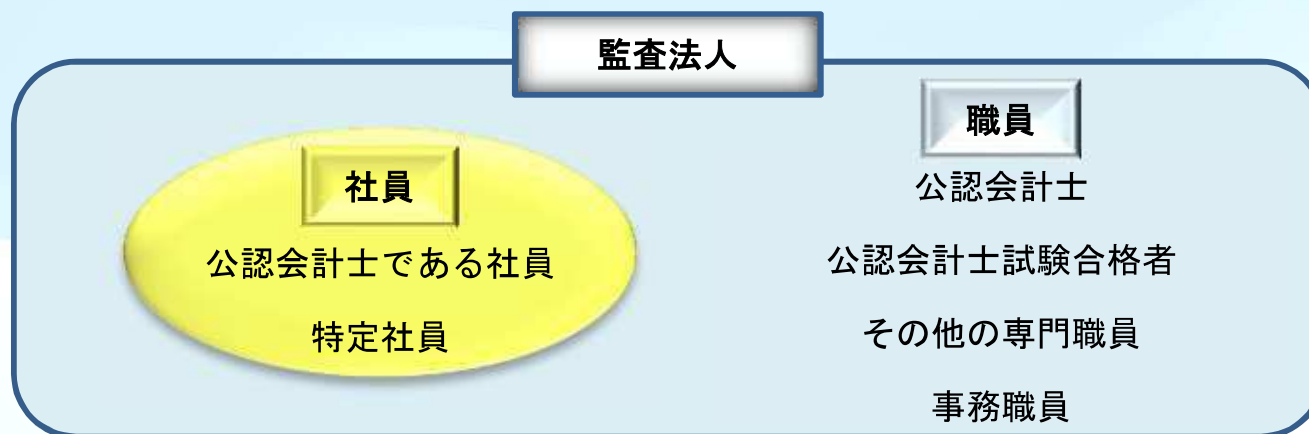 監査法人
社員
公認会計士である社員
特定社員
職員
公認会計士
公認会計士試験合格者
その他の専門職員
事務職員